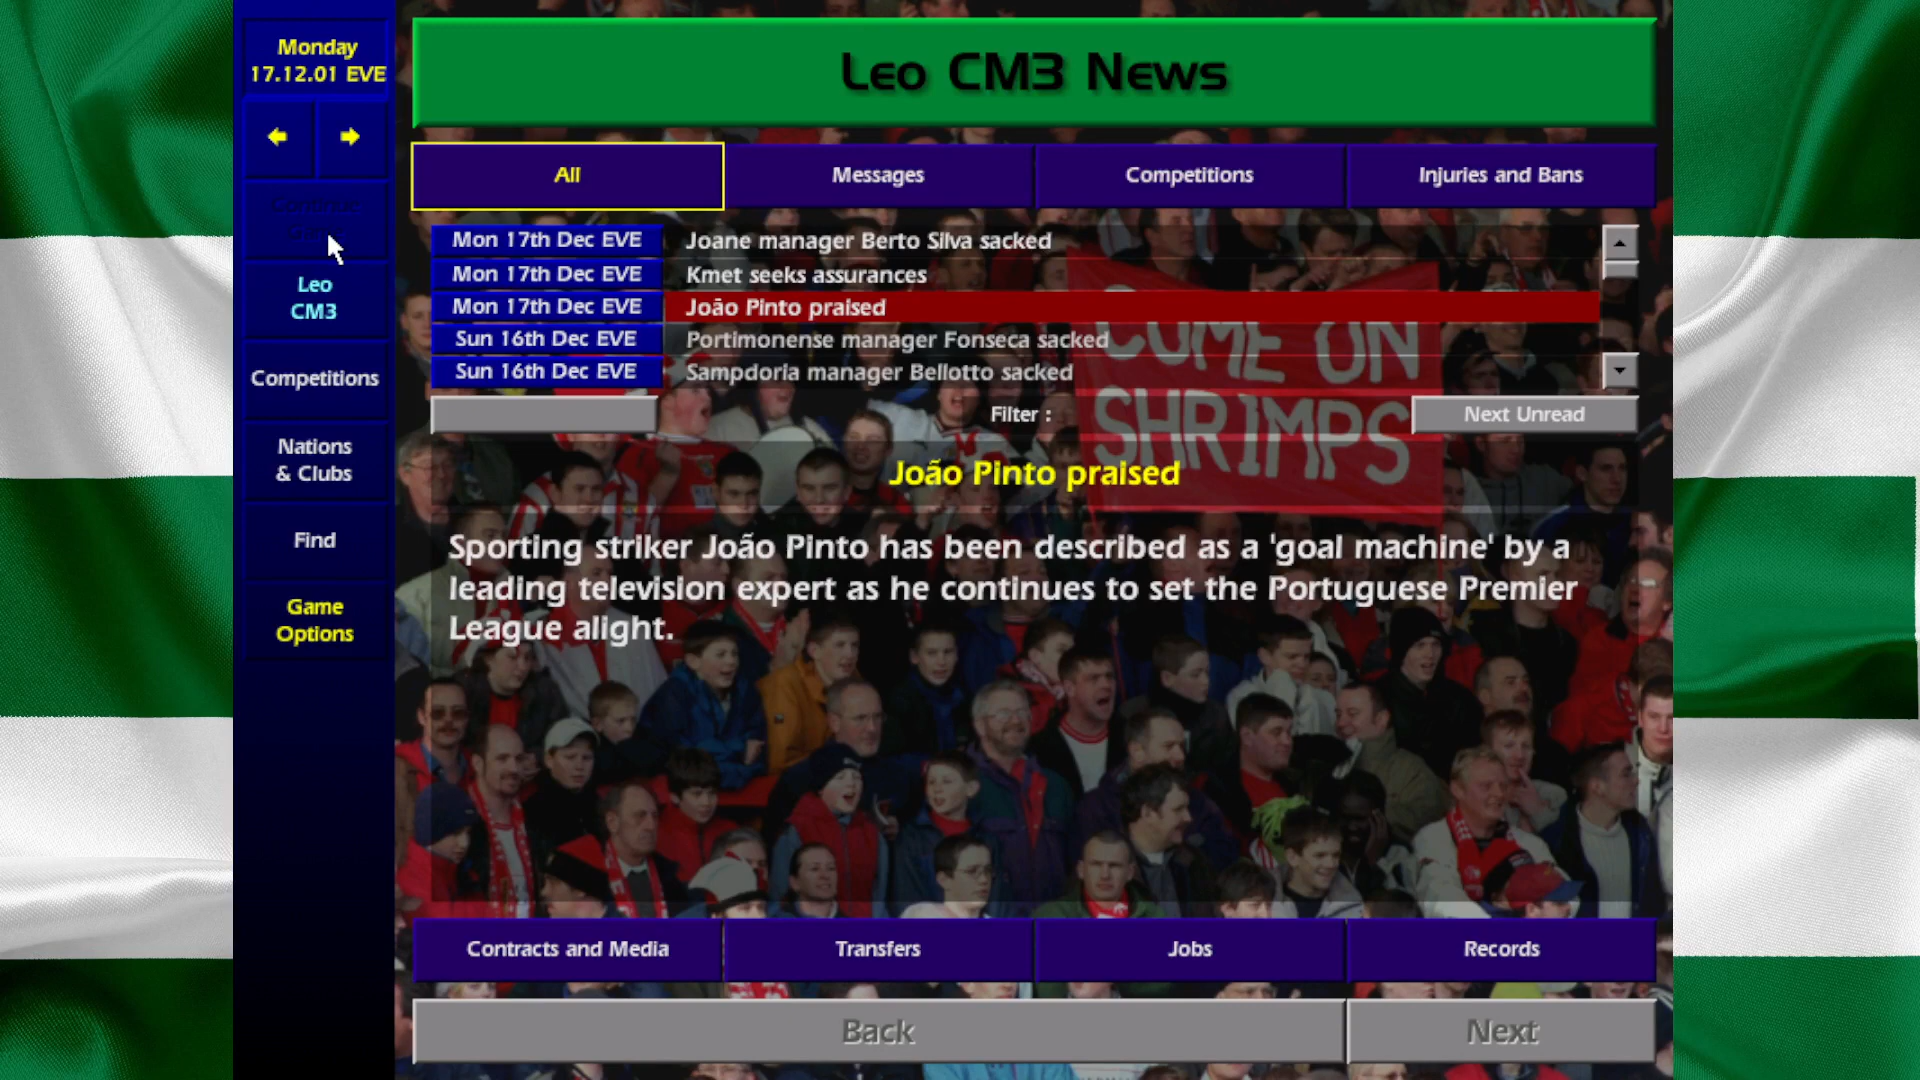 Monday
17.12.01 EVE
Continue
Game
Leo
CM3
Competitions
Nations
& Clubs
Find
Game
Options
Leo CM3 News
All
Messages
Competitions
Injuries and Bans
Mon 17th Dec EVE Joane manager Berto Silva sacked
Mon 17th Dec EVE Kmet seeks assurances
Mon 17th Dec EVE João Pinto praised
Sun 16th Dec EVE Portimonense manager Fonseca sacked
Sun 16th Dec EVE Sampdoria manager Bellotto sacked
Filter :
Next Unread
COME ON
SHRIMPS
João Pinto praised
Sporting striker João Pinto has been described as a 'goal machine' by a
leading television expert as he continues to set the Portuguese Premier
League alight.
Contracts and Media
Transfers
Jobs
Records
Back
Next